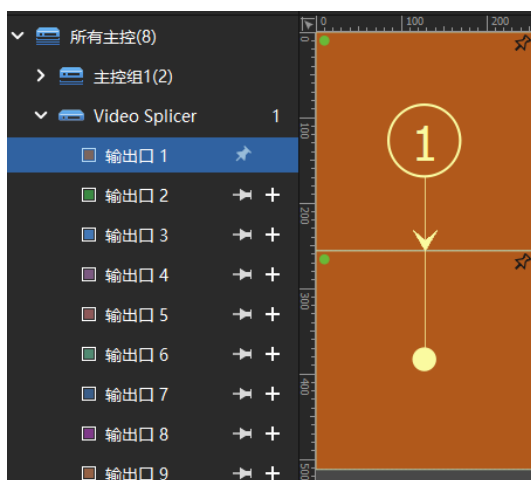 所有主控(8)
主控组1(2)
Video Splicer 1
输出口 1
输出口 2
输出口 3
输出口 4
输出口 5
输出口 6
输出口 7
输出口 8
输出口 9
0 100 200
0
100
200
300
400
500
1